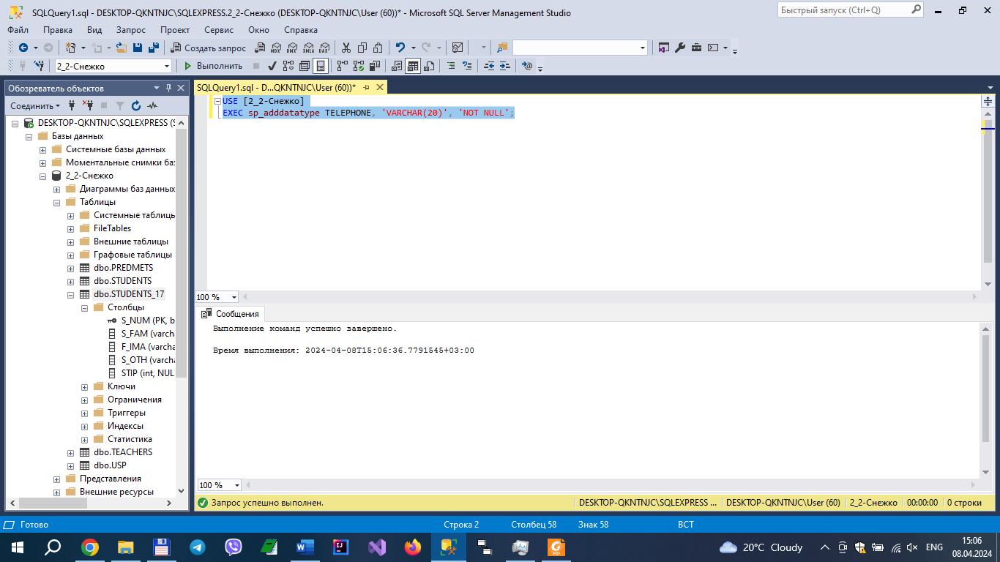 SQLQuery1.sql - DESKTOP-QKNTNJC\SQLEXPRESS.2_2-Снежко (DESKTOP-QKNTNJC\User (60))* - Microsoft SQL Server Management Studio
Быстрый запуск (Ctrl+Q)
Файл Правка Вид Запрос Проект Сервис Окно Справка
Создать запрос MDX DMX XMLA DAX
2_2-Снежко Выполнить
Обозреватель объектов
SQLQuery1.sql - D...QKNTNJC\User (60))*
Соединить
USE [2_2-Снежко]
EXEC sp_adddatatype TELEPHONE, 'VARCHAR(20)', 'NOT NULL';
DESKTOP-QKNTNJC\SQLEXPRESS (S
Базы данных
Системные базы данных
Моментальные снимки баз
2_2-Снежко
Диаграммы баз данных
Таблицы
Системные таблицы
FileTables
Внешние таблицы
Графовые таблицы
dbo.PREDMETS
dbo.STUDENTS
dbo.STUDENTS_17
Столбцы
S_NUM (PK, b
S_FAM (varch
F_IMA (varcha
S_OTH (varcha
STIP (int, NUL
Ключи
Ограничения
Триггеры
Индексы
Статистика
dbo.TEACHERS
dbo.USP
Представления
Внешние ресурсы
100 %
Сообщения
Выполнение команд успешно завершено.
Время выполнения: 2024-04-08T15:06:36.7791545+03:00
100 %
Запрос успешно выполнен. DESKTOP-QKNTNJC\SQLEXPRESS ... DESKTOP-QKNTNJC\User (60) 2_2-Снежко 00:00:00 0 строки
Готово Строка 2 Столбец 58 Знак 58 ВСТ
20°C Cloudy ENG 15:06
08.04.2024